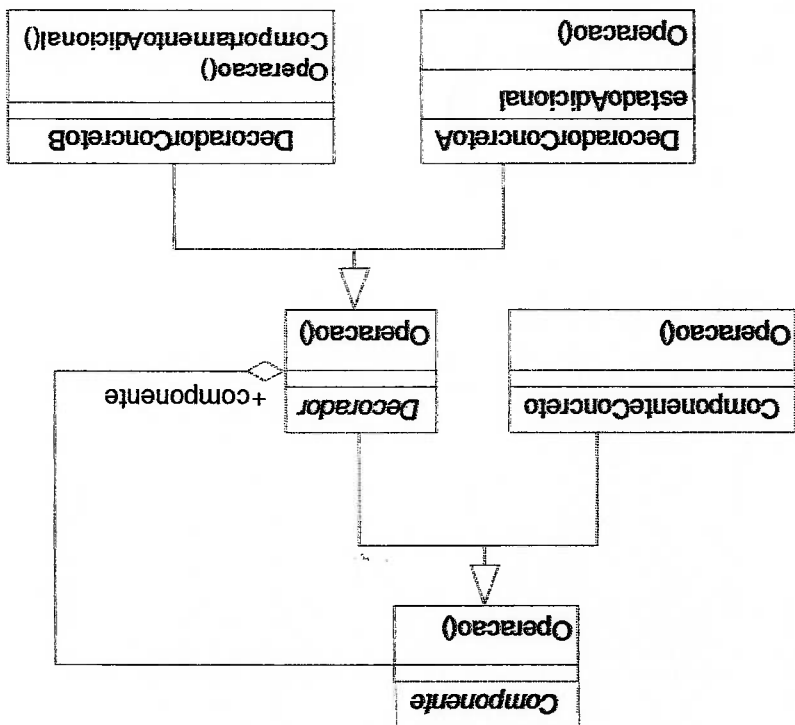 Componente
Operacao()
ComponenteConcreto
Operacao()
Decorador
Operacao()
+componente
DecoradorConcretoA
estadoAdicional
Operacao()
DecoradorConcretoB
Operacao()
ComportamentoAdicional()